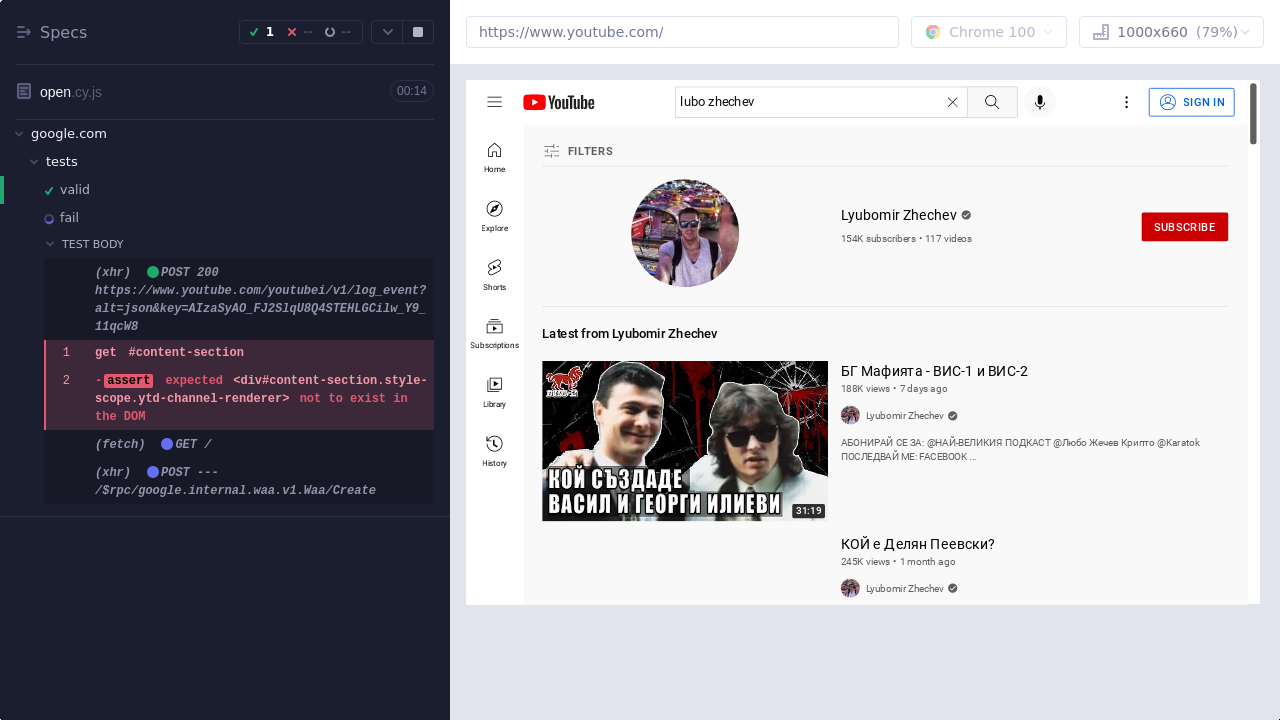 Specs
1
--
--
https://www.youtube.com/
Chrome 100
1000x660 (79%)
open.cy.js
00:14
google.com
tests
valid
fail
TEST BODY
(xhr) POST 200
https://www.youtube.com/youtubei/v1/log_event?
alt=json&key=AIzaSyAO_FJ2SlqU8Q4STEHLGCilw_Y9_
11qcW8
1 get #content-section
2 -assert expected <div#content-section.style-
scope.ytd-channel-renderer> not to exist in
the DOM
(fetch) GET /
(xhr) POST ---
/$rpc/google.internal.waa.v1.Waa/Create
YouTube
lubo zhechev
SIGN IN
Home
Explore
Shorts
Subscriptions
Library
History
FILTERS
Lyubomir Zhechev
154K subscribers • 117 videos
SUBSCRIBE
Latest from Lyubomir Zhechev
КОЙ СЪЗДАДЕ
ВАСИЛ И ГЕОРГИ ИЛИЕВИ
31:19
БГ Мафията - ВИС-1 и ВИС-2
188K views • 7 days ago
Lyubomir Zhechev
АБОНИРАЙ СЕ ЗА: @НАЙ-ВЕЛИКИЯ ПОДКАСТ @Любо Жечев Крипто @Karatok
ПОСЛЕДВАЙ МЕ: FACEBOOK ...
КОЙ е Делян Пеевски?
245K views • 1 month ago
Lyubomir Zhechev